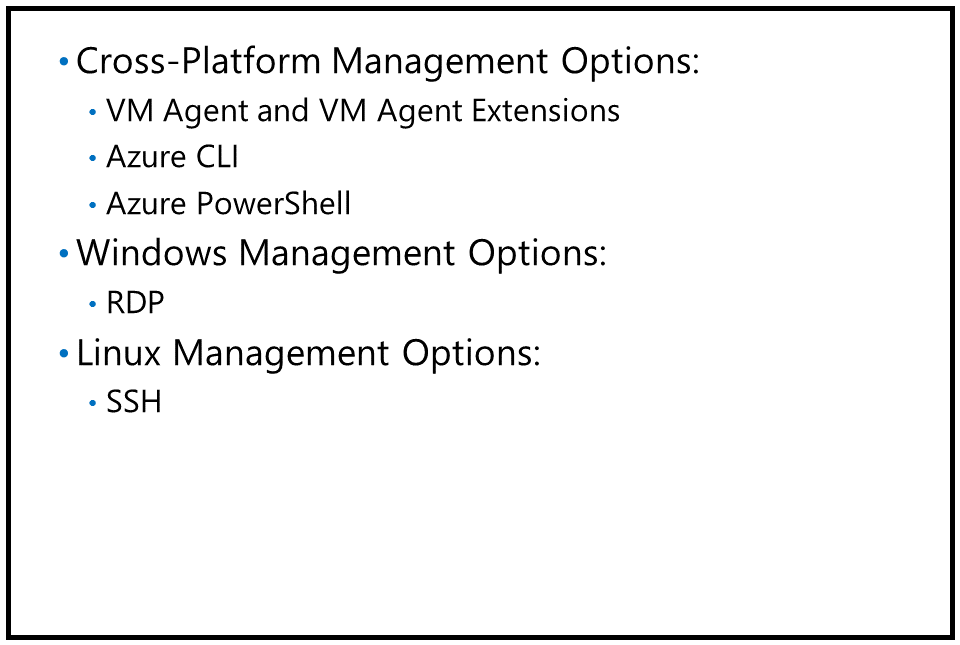 • Cross-Platform Management Options:
• VM Agent and VM Agent Extensions
• Azure CLI
• Azure PowerShell
• Windows Management Options:
• RDP
• Linux Management Options:
• SSH